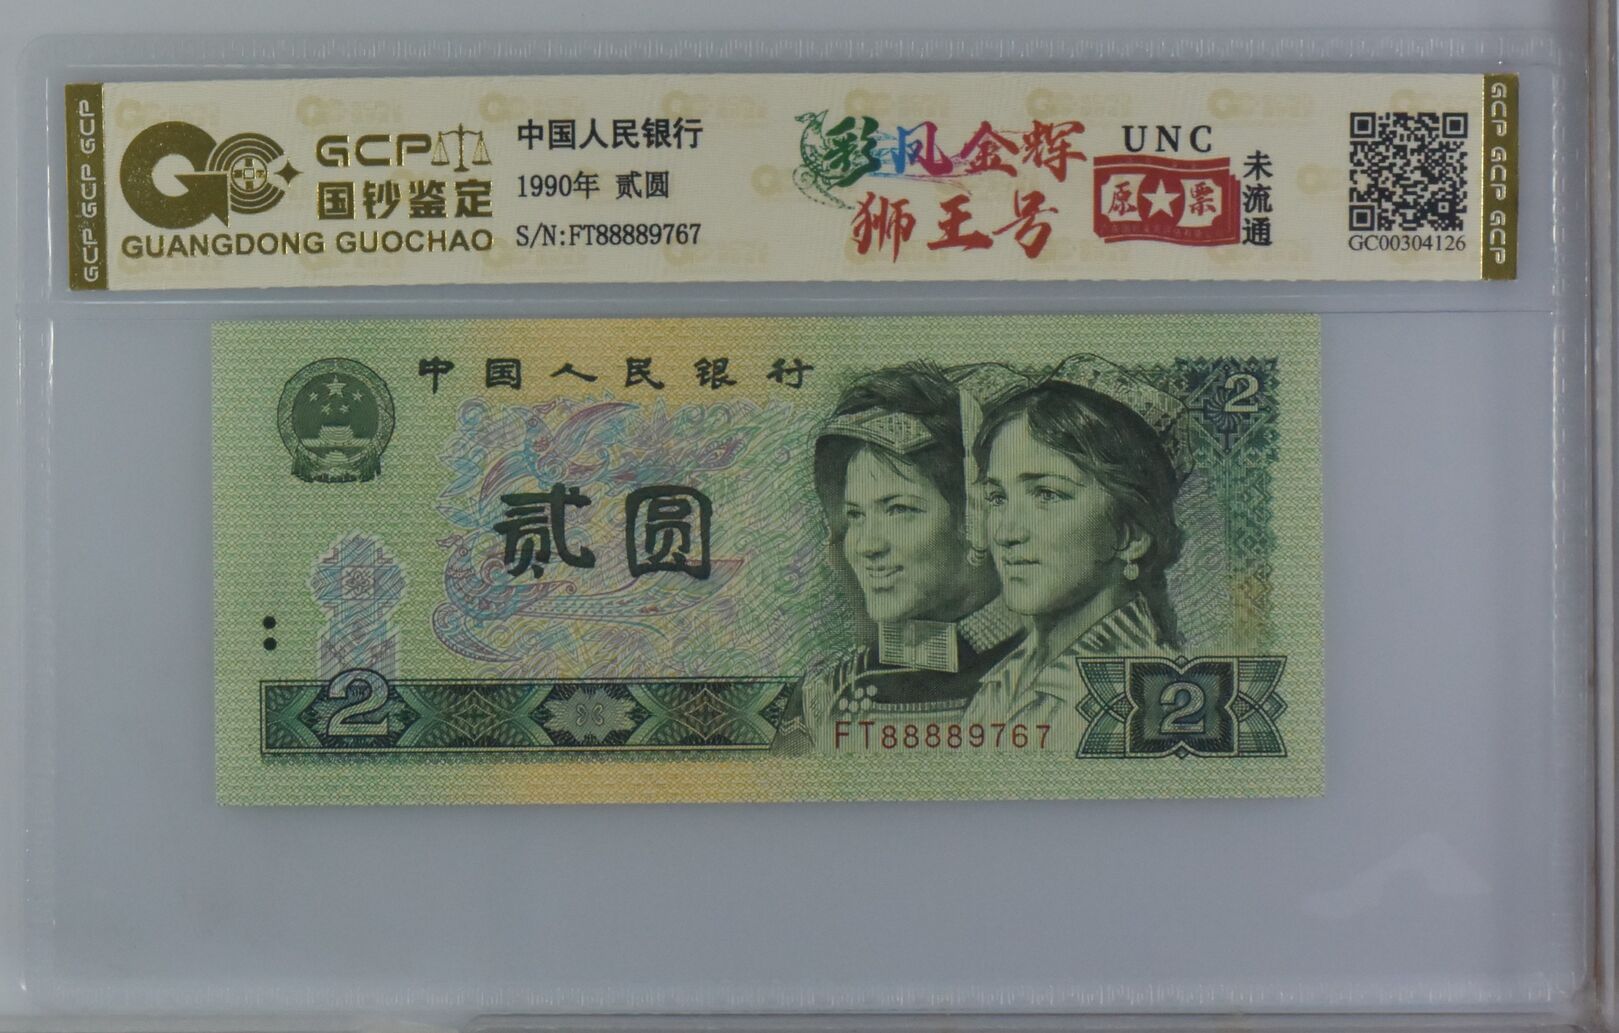 GCP GCP GCP
GCP
国钞鉴定
GUANGDONG GUOCHAO
中国人民银行
1990年 贰圆
S/N:FT88889767
彩凤金辉
狮王号
UNC
原★票
未流通
GC00304126
GCP GCP GCP
中国人民银行
2
贰圆
2
FT88889767
2